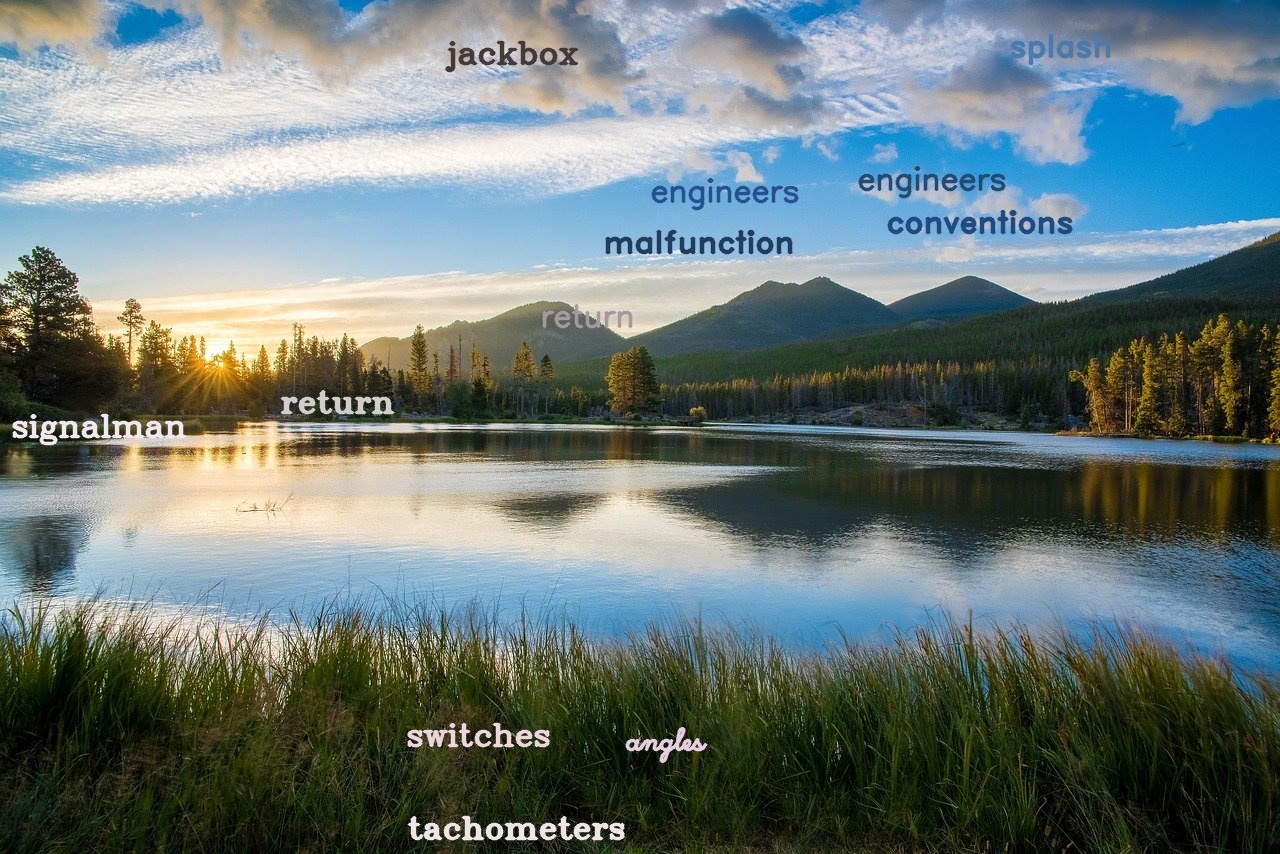 jackbox
splash
engineers
engineers
conventions
malfunction
return
return
signalman
switches
angles
tachometers